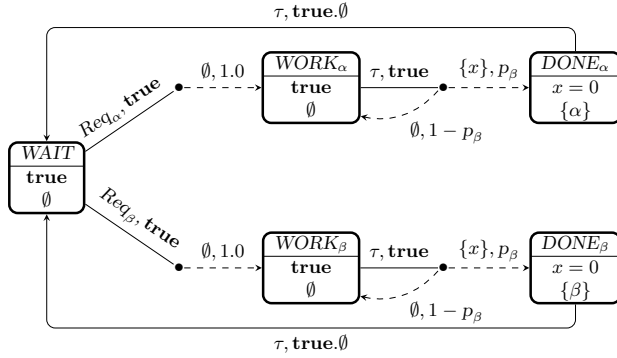 τ, true.∅
WORKα
true
∅
DONEα
x = 0
{α}
∅, 1.0
τ, true
{x}, pβ
∅, 1 − pβ
Reqα, true
WAIT
true
∅
Reqβ, true
∅, 1.0
WORKβ
true
∅
τ, true
{x}, pβ
∅, 1 − pβ
DONEβ
x = 0
{β}
τ, true.∅